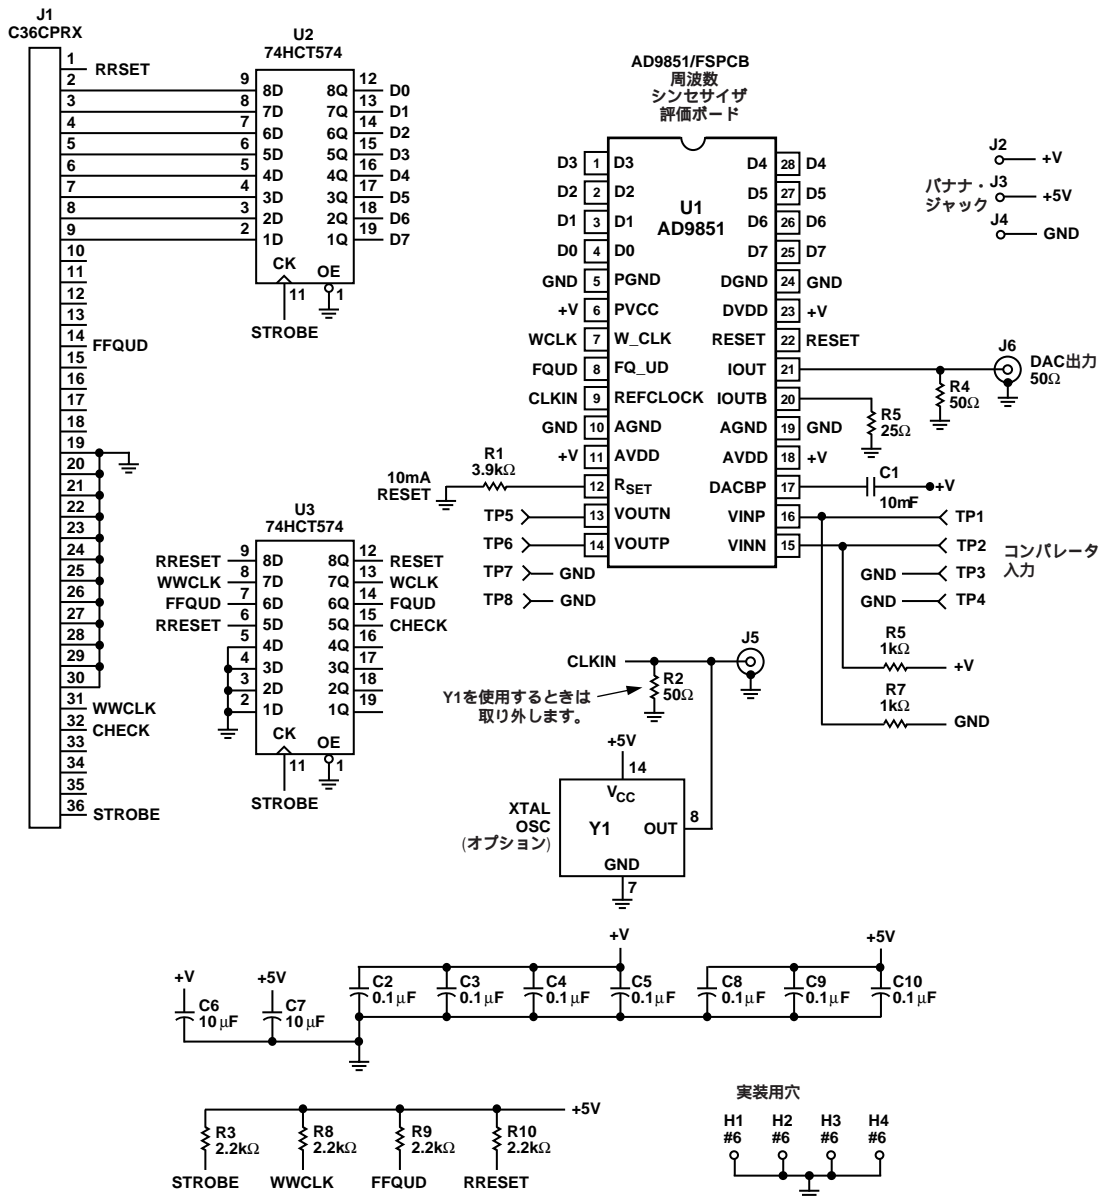 J1
C36CPRX
1
RRSET
2
3
4
5
6
7
8
9
10
11
12
13
14
FFQUD
15
16
17
18
19
20
21
22
23
24
25
26
27
28
29
30
31
WWCLK
32
CHECK
33
34
35
36
STROBE
U2
74HCT574
9 8D 8Q 12 D0
8 7D 7Q 13 D1
7 6D 6Q 14 D2
6 5D 5Q 15 D3
5 4D 4Q 16 D4
4 3D 3Q 17 D5
3 2D 2Q 18 D6
2 1D 1Q 19 D7
CK OE
11 1
STROBE
U3
74HCT574
RRESET 9 8D 8Q 12 RESET
WWCLK 8 7D 7Q 13 WCLK
FFQUD 7 6D 6Q 14 FQUD
RRESET 6 5D 5Q 15 CHECK
5 4D 4Q 16
4 3D 3Q 17
3 2D 2Q 18
2 1D 1Q 19
CK OE
11 1
STROBE
AD9851/FSPCB
周波数
シンセサイザ
評価ボード
U1
AD9851
D3 1 D3 D4 28 D4
D2 2 D2 D5 27 D5
D1 3 D1 D6 26 D6
D0 4 D0 D7 25 D7
GND 5 PGND DGND 24 GND
+V 6 PVCC DVDD 23 +V
WCLK 7 W_CLK RESET 22 RESET
FQUD 8 FQ_UD IOUT 21
CLKIN 9 REFCLOCK IOUTB 20
GND 10 AGND AGND 19 GND
+V 11 AVDD AVDD 18 +V
12 RSET DACBP 17
TP5 13 VOUTN VINP 16 TP1
TP6 14 VOUTP VINN 15 TP2
TP7 GND
TP8 GND
GND TP3
GND TP4
コンパレータ
入力
R1
3.9kΩ
10mA
RESET
J2
+V
バナナ・
ジャック
J3
+5V
J4
GND
J6
DAC出力
50Ω
R4
50Ω
R5
25Ω
C1
10mF
+V
R5
1kΩ
+V
R7
1kΩ
GND
CLKIN
J5
R2
50Ω
Y1を使用するときは
取り外します。
+5V
14
VCC
XTAL
OSC
(オプション)
Y1
OUT
8
GND
7
+V
C6
10μF
+5V
C7
10μF
+V
C2
0.1μF
C3
0.1μF
C4
0.1μF
C5
0.1μF
+5V
C8
0.1μF
C9
0.1μF
C10
0.1μF
+5V
R3
2.2kΩ
R8
2.2kΩ
R9
2.2kΩ
R10
2.2kΩ
STROBE
WWCLK
FFQUD
RRESET
実装用穴
H1
#6
H2
#6
H3
#6
H4
#6